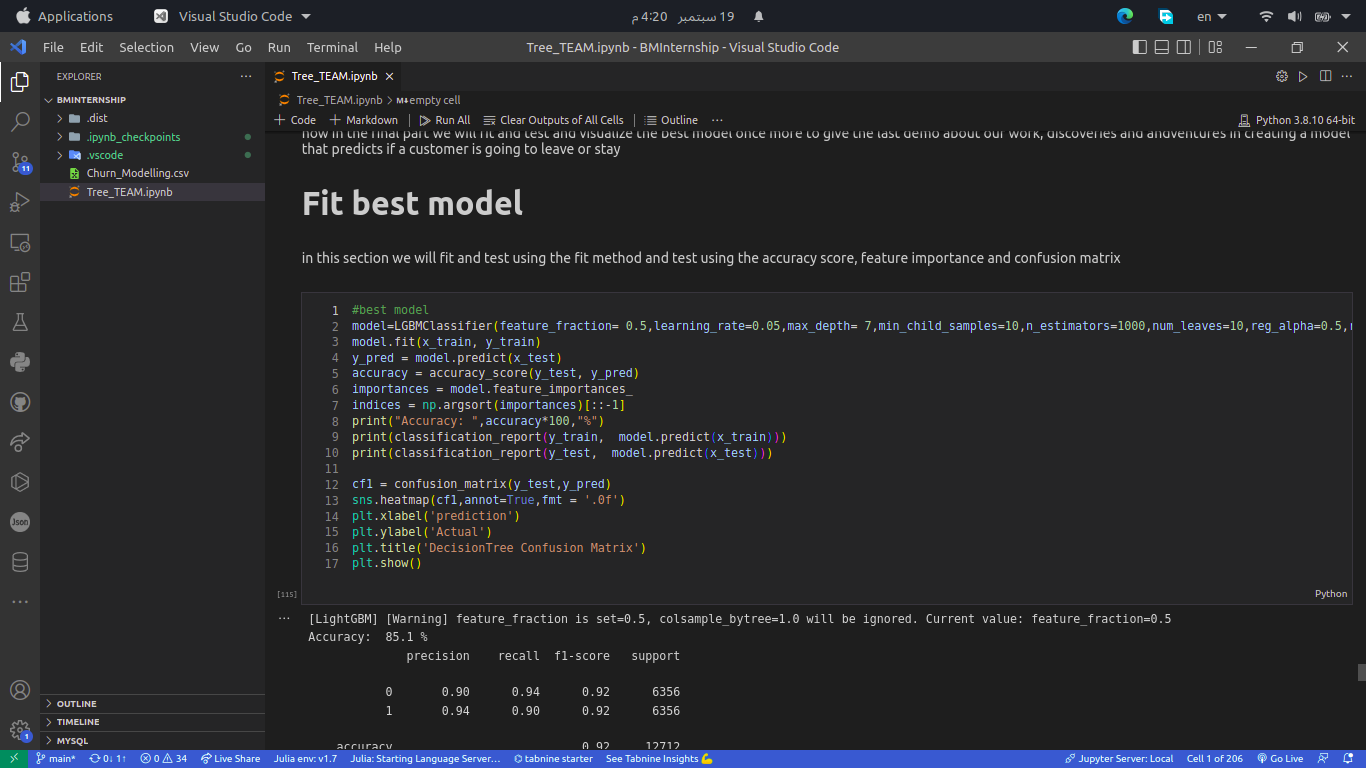 Applications Visual Studio Code 19 سبتمبر 4:20 م en
File Edit Selection View Go Run Terminal Help Tree_TEAM.ipynb - BMInternship - Visual Studio Code
EXPLORER ··· Tree_TEAM.ipynb
BMINTERNSHIP
.dist
.ipynb_checkpoints
.vscode
Churn_Modelling.csv
Tree_TEAM.ipynb
11
Json
1
OUTLINE
TIMELINE
MYSQL
Tree_TEAM.ipynb > M↓ empty cell
+ Code + Markdown Run All Clear Outputs of All Cells Outline ··· Python 3.8.10 64-bit
now in the final part we will fit and test and visualize the best model once more to give the last demo about our work, discoveries and andventures in creating a model
that predicts if a customer is going to leave or stay
Fit best model
in this section we will fit and test using the fit method and test using the accuracy score, feature importance and confusion matrix
1 #best model
2 model=LGBMClassifier(feature_fraction= 0.5,learning_rate=0.05,max_depth= 7,min_child_samples=10,n_estimators=1000,num_leaves=10,reg_alpha=0.5,
3 model.fit(x_train, y_train)
4 y_pred = model.predict(x_test)
5 accuracy = accuracy_score(y_test, y_pred)
6 importances = model.feature_importances_
7 indices = np.argsort(importances)[::-1]
8 print("Accuracy: ",accuracy*100,"%")
9 print(classification_report(y_train,  model.predict(x_train)))
10 print(classification_report(y_test,  model.predict(x_test)))
11
12 cf1 = confusion_matrix(y_test,y_pred)
13 sns.heatmap(cf1,annot=True,fmt = '.0f')
14 plt.xlabel('prediction')
15 plt.ylabel('Actual')
16 plt.title('DecisionTree Confusion Matrix')
17 plt.show()
[115] Python
··· [LightGBM] [Warning] feature_fraction is set=0.5, colsample_bytree=1.0 will be ignored. Current value: feature_fraction=0.5
Accuracy:  85.1 %
precision recall f1-score support
0 0.90 0.94 0.92 6356
1 0.94 0.90 0.92 6356
accuracy 0.92 12712
main* 0↓ 1↑ 0 34 Live Share Julia env: v1.7 Julia: Starting Language Server... tabnine starter See Tabnine Insights 💪 Jupyter Server: Local Cell 1 of 206 Go Live